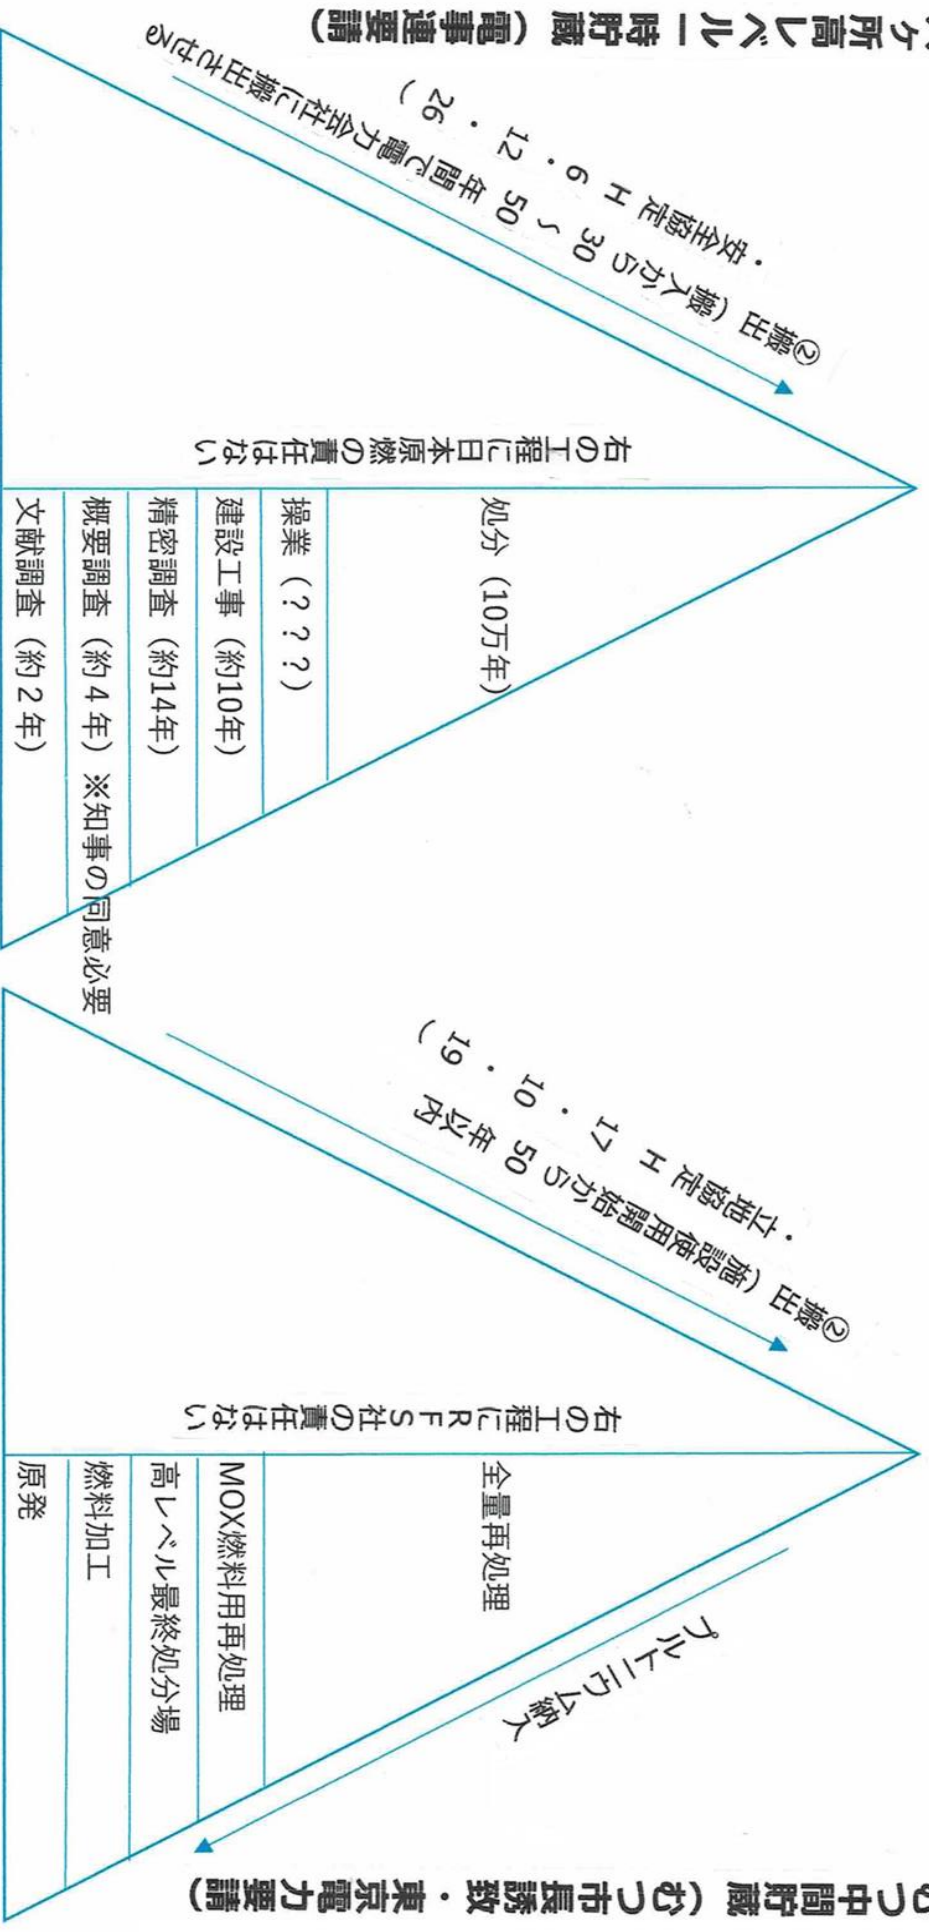 ヶ所高レベル一時貯蔵（電事連要請）
②搬出（搬入から30～50年間で電力会社に搬出させる
・安全協定H6・12・26）
右の工程に日本原燃の責任はない
処分（10万年）
操業（？？？）
建設工事（約10年）
精密調査（約14年）
概要調査（約4年）※知事の同意必要
文献調査（約2年）
つ中間貯蔵（むつ市長誘致・東京電力要請）
②搬出（施設使用開始から50年以内
・立地協定H17・10・19）
右の工程にRFS社の責任はない
全量再処理
MOX燃料用再処理
高レベル最終処分場
燃料加工
原発
プルトニウム納入